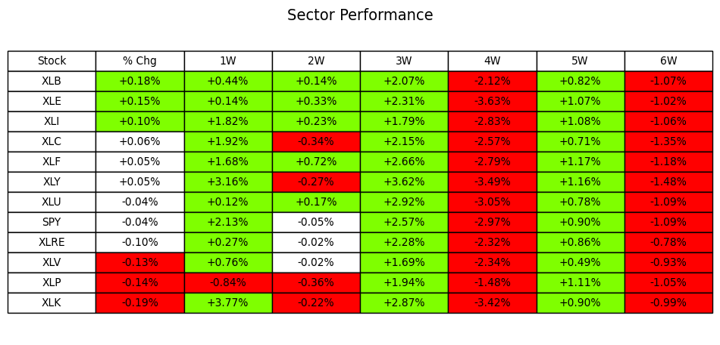 Sector Performance
Stock % Chg 1W 2W 3W 4W 5W 6W
XLB +0.18% +0.44% +0.14% +2.07% -2.12% +0.82% -1.07%
XLE +0.15% +0.14% +0.33% +2.31% -3.63% +1.07% -1.02%
XLI +0.10% +1.82% +0.23% +1.79% -2.83% +1.08% -1.06%
XLC +0.06% +1.92% -0.34% +2.15% -2.57% +0.71% -1.35%
XLF +0.05% +1.68% +0.72% +2.66% -2.79% +1.17% -1.18%
XLY +0.05% +3.16% -0.27% +3.62% -3.49% +1.16% -1.48%
XLU -0.04% +0.12% +0.17% +2.92% -3.05% +0.78% -1.09%
SPY -0.04% +2.13% -0.05% +2.57% -2.97% +0.90% -1.09%
XLRE -0.10% +0.27% -0.02% +2.28% -2.32% +0.86% -0.78%
XLV -0.13% +0.76% -0.02% +1.69% -2.34% +0.49% -0.93%
XLP -0.14% -0.84% -0.36% +1.94% -1.48% +1.11% -1.05%
XLK -0.19% +3.77% -0.22% +2.87% -3.42% +0.90% -0.99%